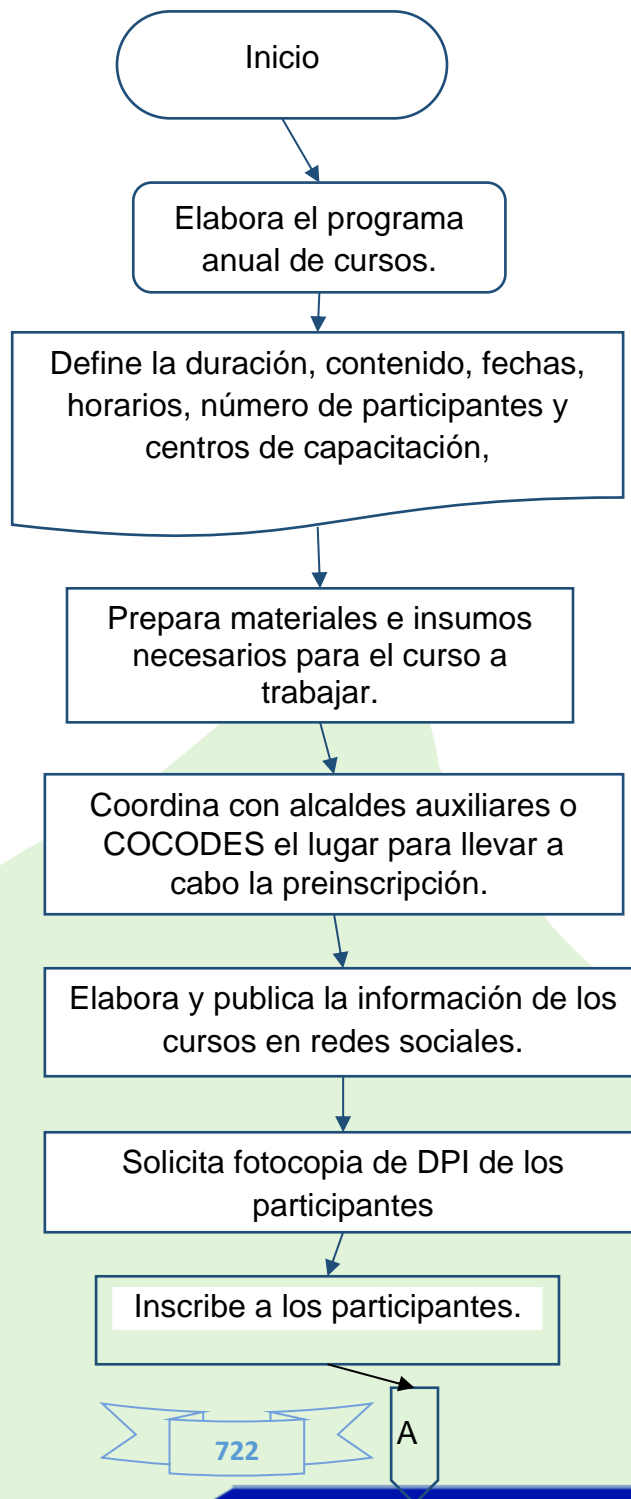 Inicio
Elabora el programa
anual de cursos.
Define la duración, contenido, fechas,
horarios, número de participantes y
centros de capacitación,
Prepara materiales e insumos
necesarios para el curso a
trabajar.
Coordina con alcaldes auxiliares o
COCODES el lugar para llevar a
cabo la preinscripción.
Elabora y publica la información de los
cursos en redes sociales.
Solicita fotocopia de DPI de los
participantes
Inscribe a los participantes.
A
722